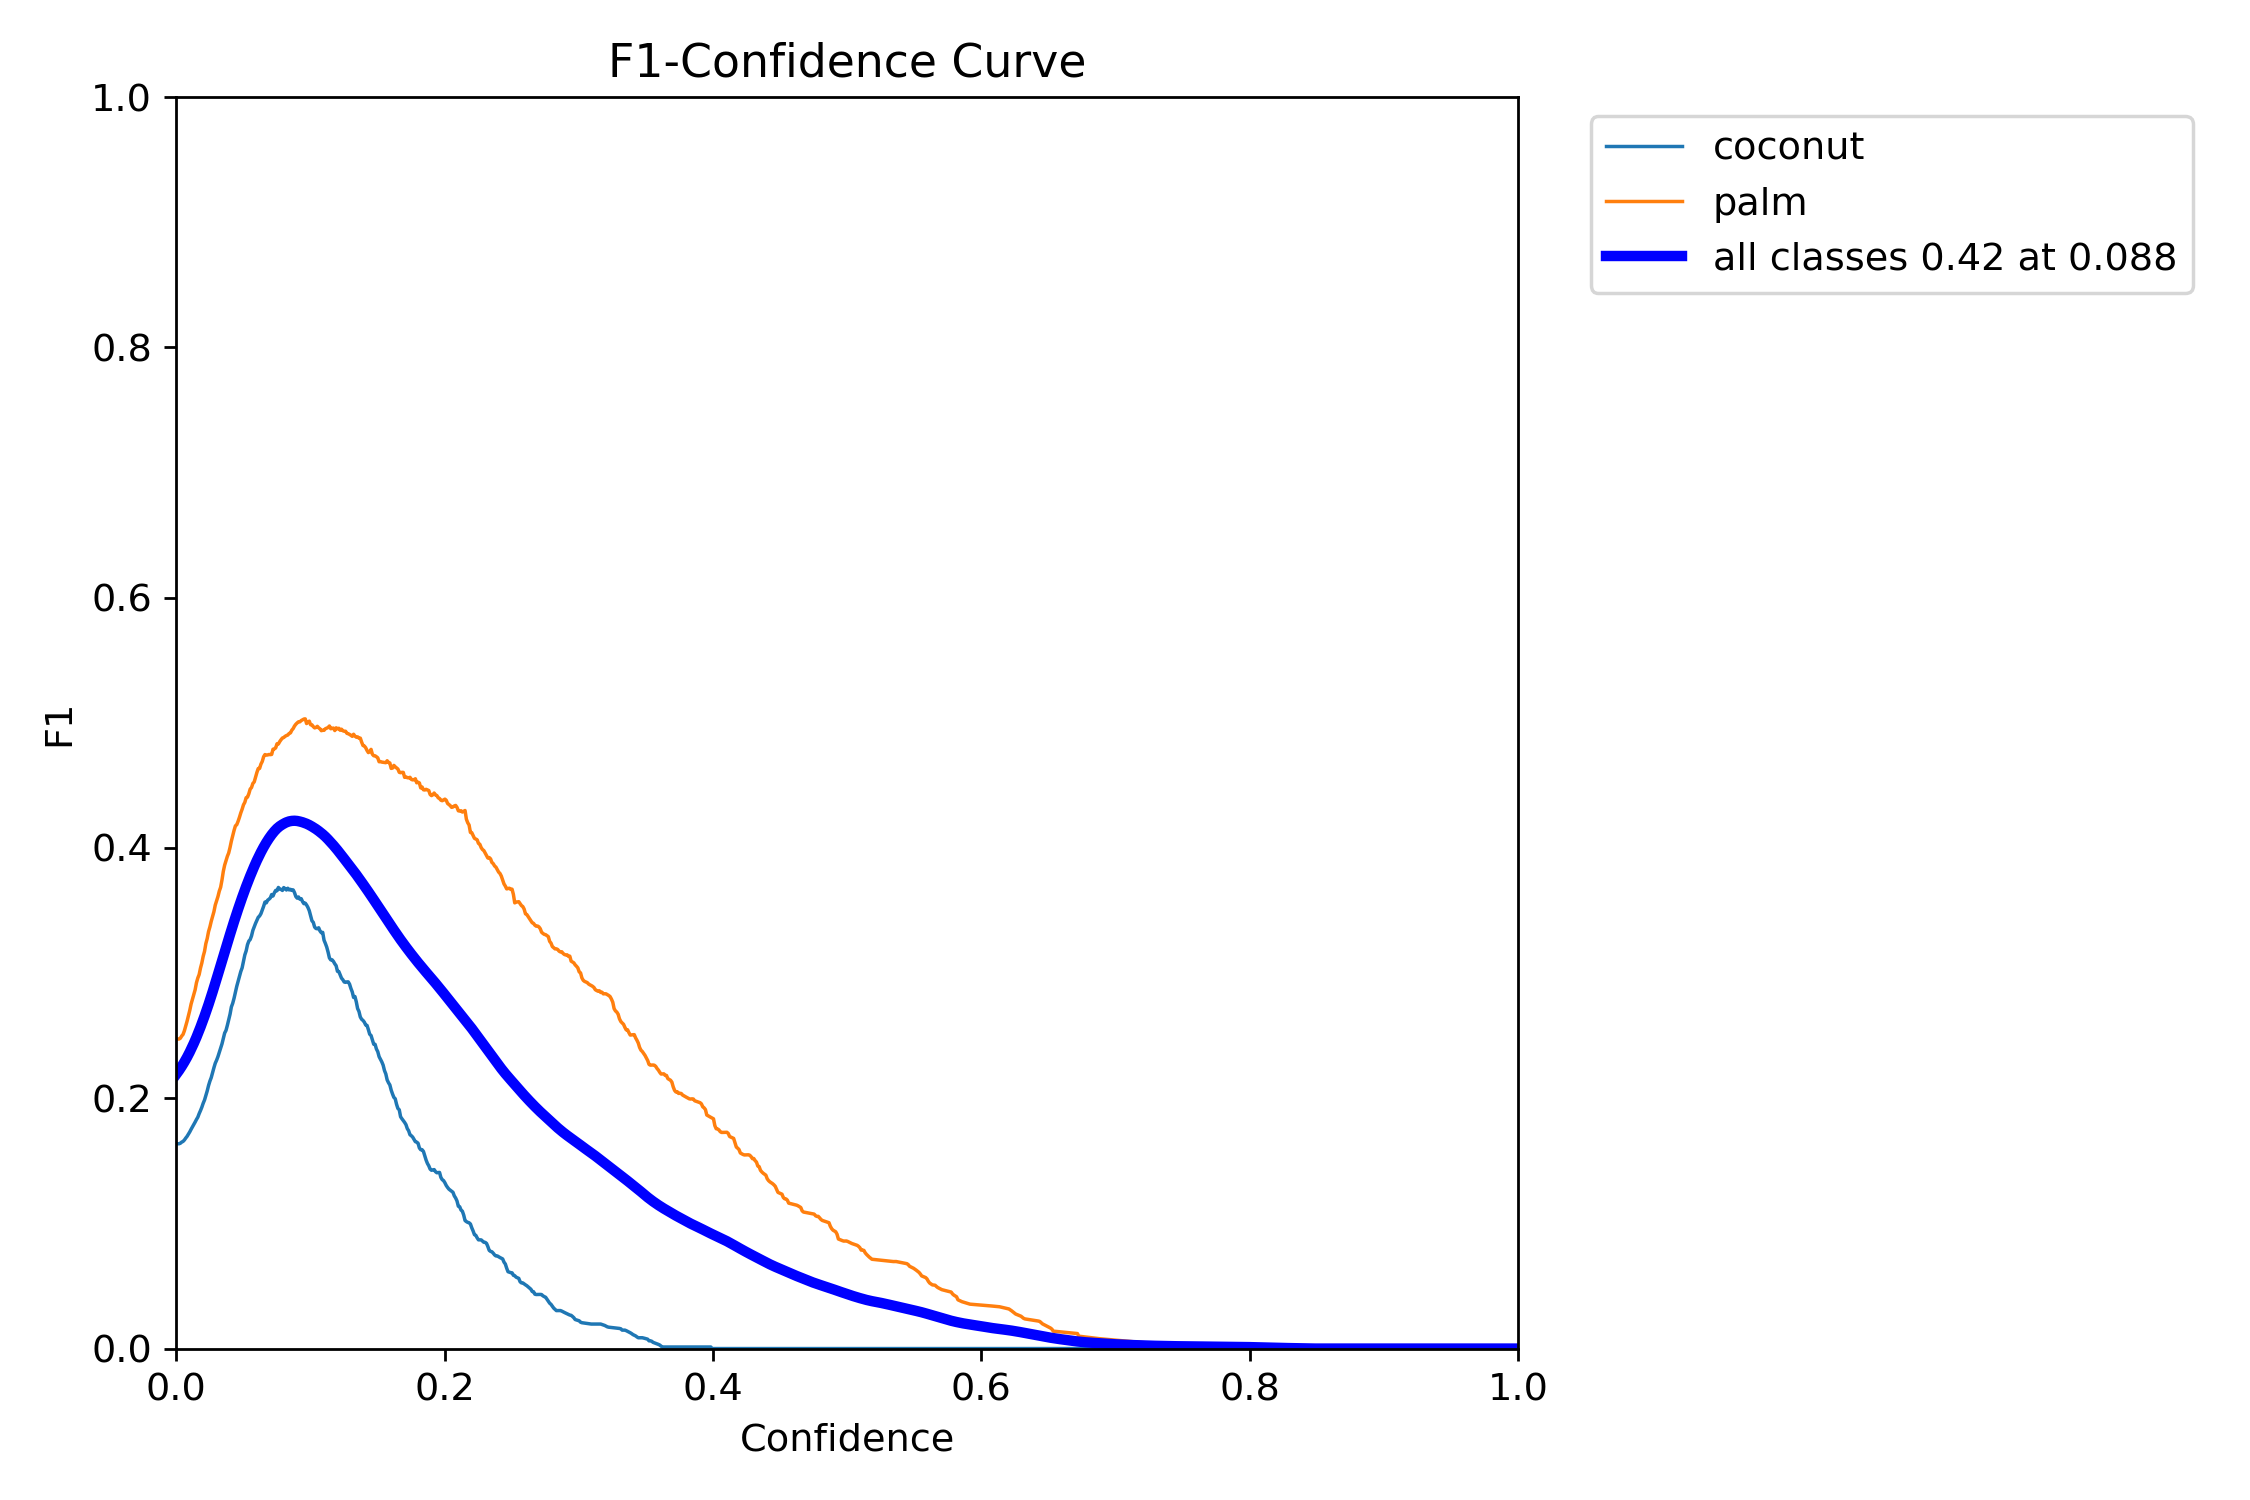 F1-Confidence Curve
1.0
0.8
0.6
0.4
0.2
0.0
F1
0.0 0.2 0.4 0.6 0.8 1.0
Confidence
coconut
palm
all classes 0.42 at 0.088